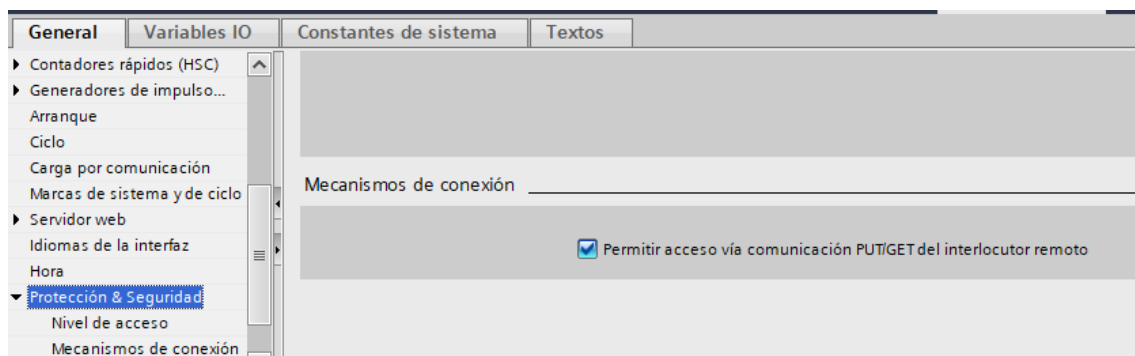 General Variables IO Constantes de sistema Textos
Contadores rápidos (HSC)
Generadores de impulso...
Arranque
Ciclo
Carga por comunicación
Marcas de sistema y de ciclo
Servidor web
Idiomas de la interfaz
Hora
Protección & Seguridad
Nivel de acceso
Mecanismos de conexión
Mecanismos de conexión
Permitir acceso vía comunicación PUT/GET del interlocutor remoto